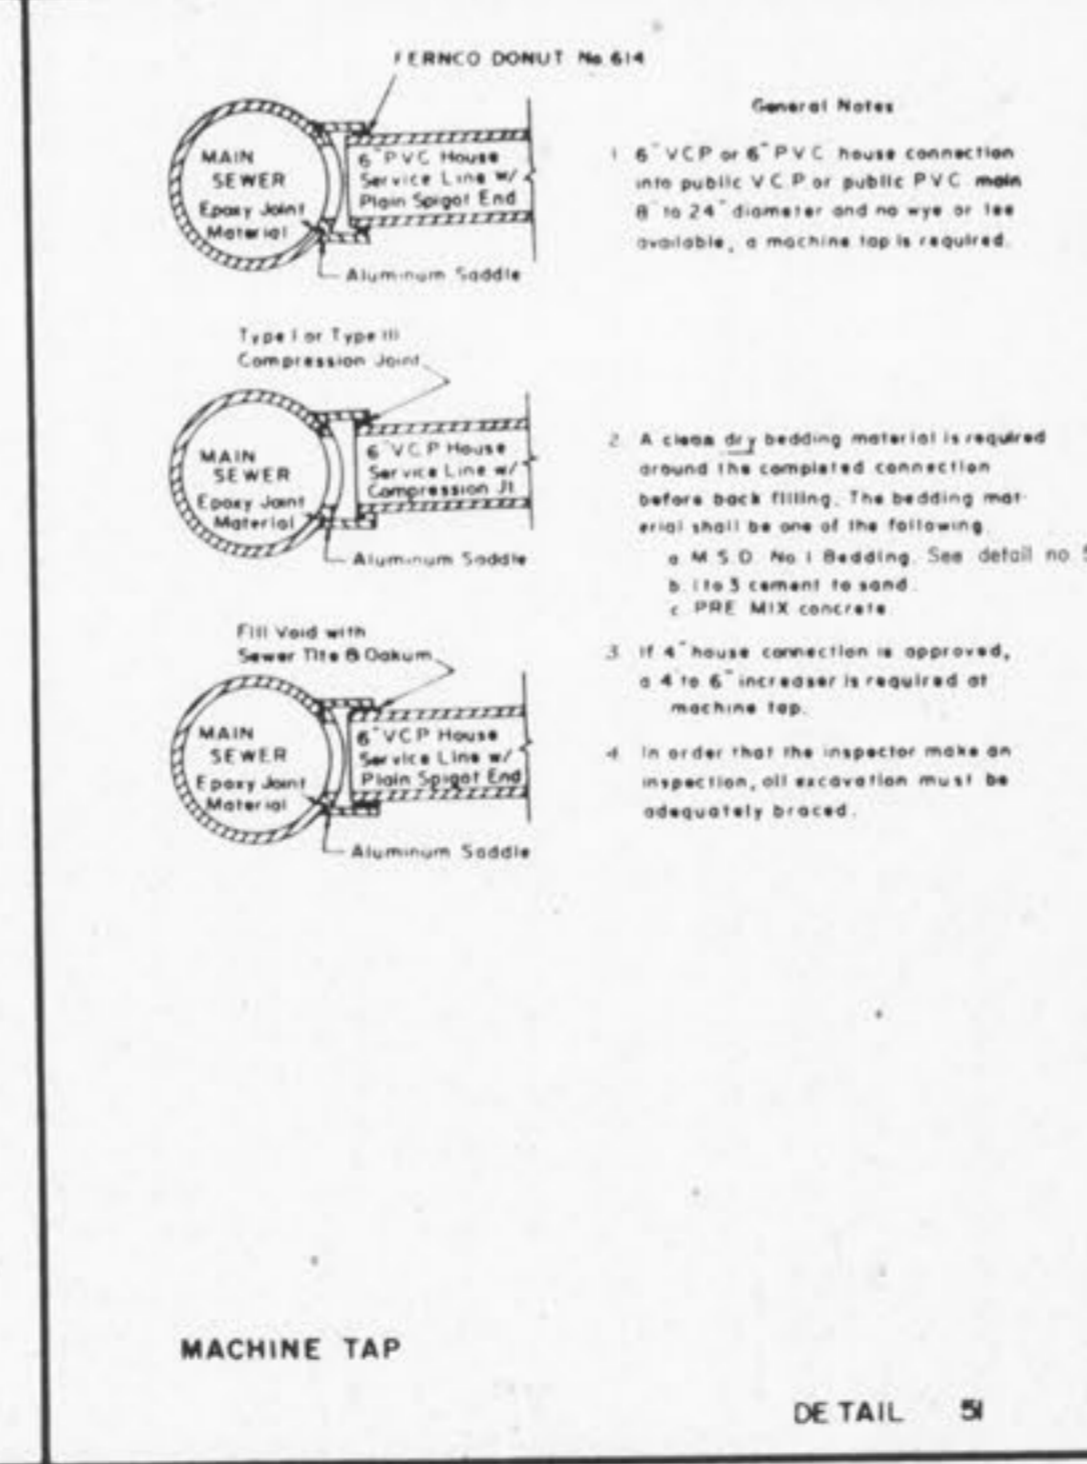 FERNCO DONUT No. 614
MAIN
SEWER
Epoxy Joint
Material
6" PVC House
Service Line w/
Plain Spigot End
Aluminum Saddle
Type I or Type III
Compression Joint
MAIN
SEWER
Epoxy Joint
Material
6" VCP House
Service Line w/
Compression Jt
Aluminum Saddle
Fill Void with
Sewer Tite & Oakum
MAIN
SEWER
Epoxy Joint
Material
6" VCP House
Service Line w/
Plain Spigot End
Aluminum Saddle
General Notes
1 6" VCP or 6" PVC house connection
into public VCP or public PVC main
8" to 24" diameter and no wye or tee
available, a machine tap is required.
2 A clean dry bedding material is required
around the completed connection
before back filling. The bedding mat-
erial shall be one of the following.
a M.S.D. No 1 Bedding. See detail no
b. 1 to 3 cement to sand.
c. PRE MIX concrete.
3. If 4" house connection is approved,
a 4 to 6" increaser is required at
machine tap.
4. In order that the inspector make an
inspection, all excavation must be
adequately braced.
MACHINE TAP
DETAIL 51